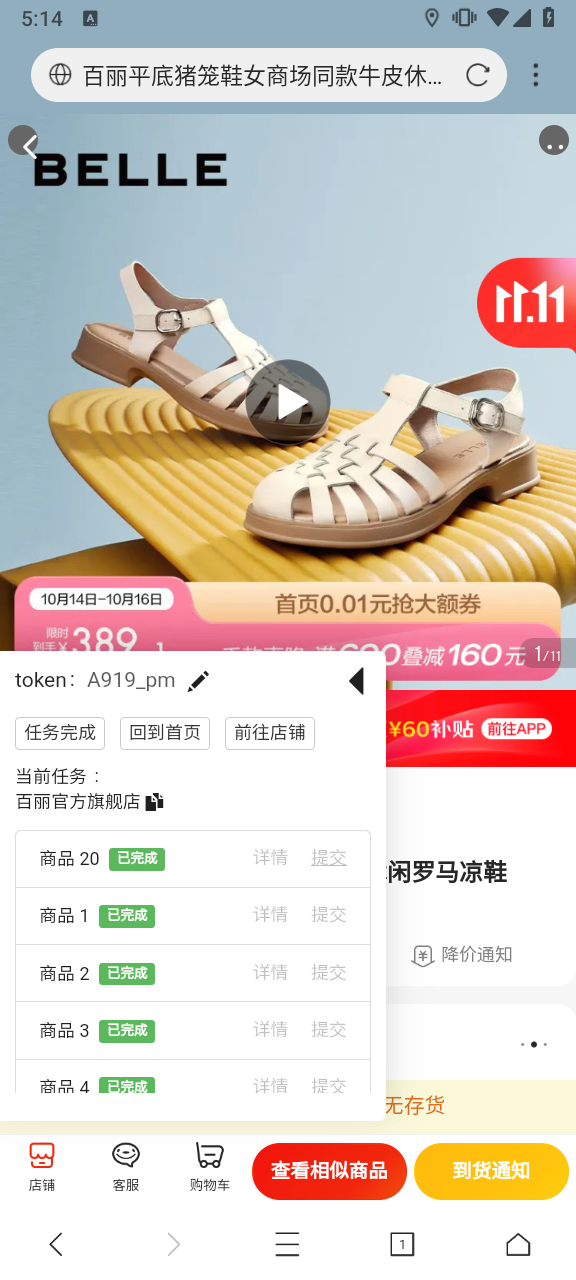 5:14
A
百丽平底猪笼鞋女商场同款牛皮休...
BELLE
11.11
BELLE
10月14日-10月16日
首页0.01元抢大额券
限时
到手¥389
叠减160元
1/11
token: A919_pm
任务完成 回到首页 前往店铺
¥60补贴 前往APP
当前任务：
百丽官方旗舰店
商品 20 已完成 详情 提交
闲罗马凉鞋
商品 1 已完成 详情 提交
降价通知
商品 2 已完成 详情 提交
商品 3 已完成 详情 提交
商品 4 已完成 详情 提交
无存货
店铺 客服 购物车 查看相似商品 到货通知
1